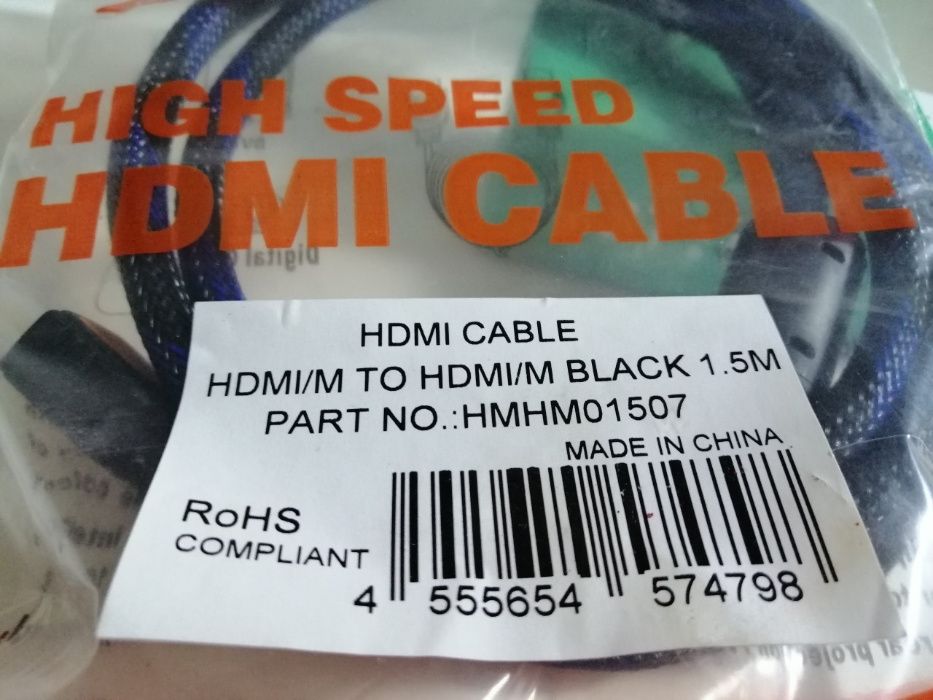 HIGH SPEED
HDMI CABLE
Digital
HDMI CABLE
HDMI/M TO HDMI/M BLACK 1.5M
PART NO.:HMHM01507
MADE IN CHINA
RoHS
COMPLIANT
4 555654 574798